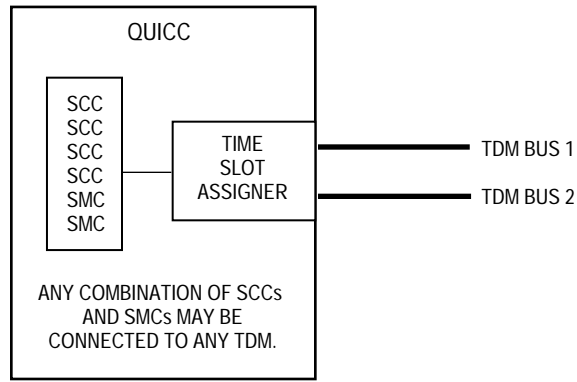 QUICC
SCC
SCC
SCC
SCC
SMC
SMC
TIME
SLOT
ASSIGNER
TDM BUS 1
TDM BUS 2
ANY COMBINATION OF SCCs
AND SMCs MAY BE
CONNECTED TO ANY TDM.